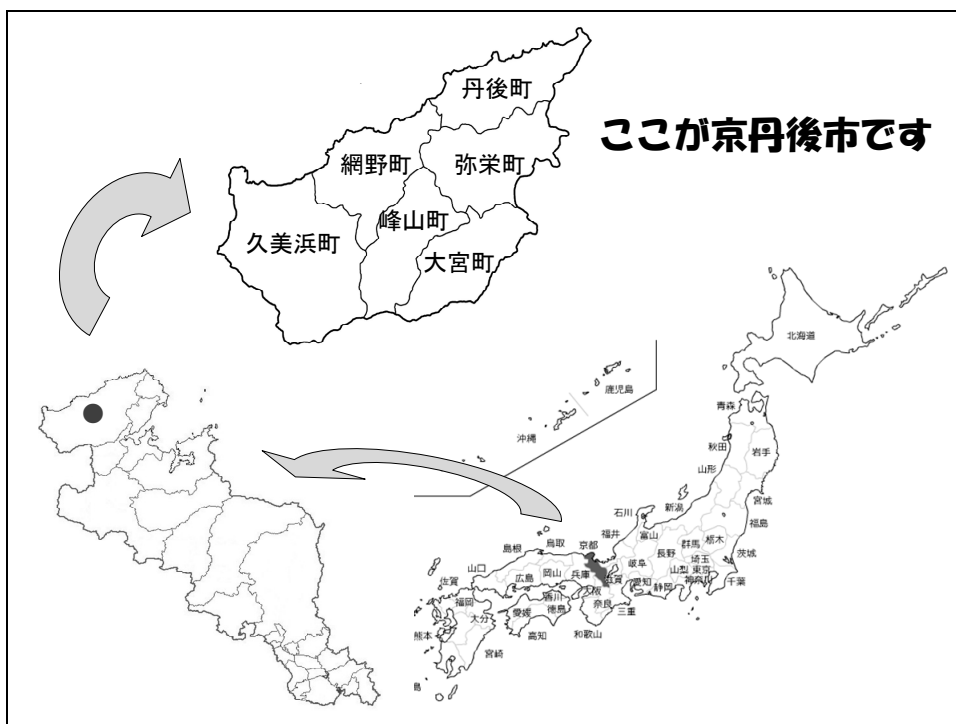 丹後町
ここが京丹後市です
網野町
弥栄町
峰山町
久美浜町
大宮町
北海道
鹿児島
青森
沖縄
秋田
岩手
山形
宮城
石川
新潟
福島
福井
富山
群馬
栃木
島根
鳥取
京都
長野
埼玉
茨城
岐阜
山梨
東京
山口
広島
岡山
兵庫
滋賀
愛知
静岡
神奈川
千葉
佐賀
福岡
大分
愛媛
香川
徳島
大阪
奈良
三重
熊本
高知
和歌山
宮崎
島